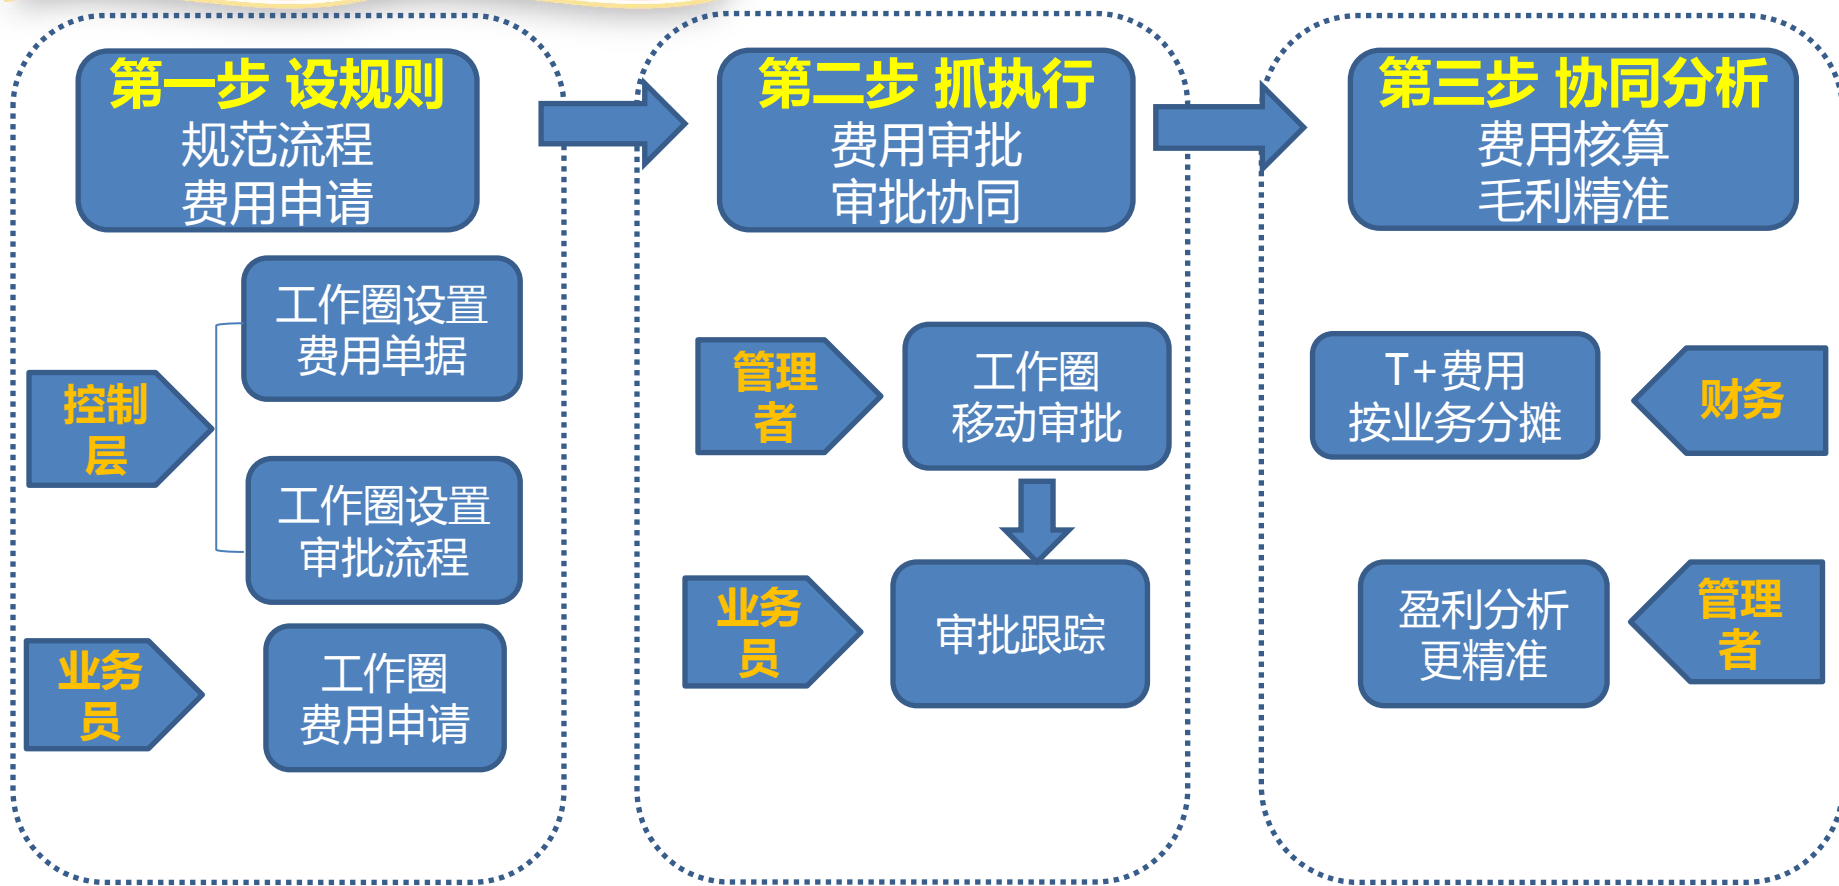 第一步 设规则
规范流程
费用申请
工作圈设置
费用单据
控制
层
工作圈设置
审批流程
业务
员
工作圈
费用申请
第二步 抓执行
费用审批
审批协同
管理
者
工作圈
移动审批
业务
员
审批跟踪
第三步 协同分析
费用核算
毛利精准
T+费用
按业务分摊
财务
盈利分析
更精准
管理
者